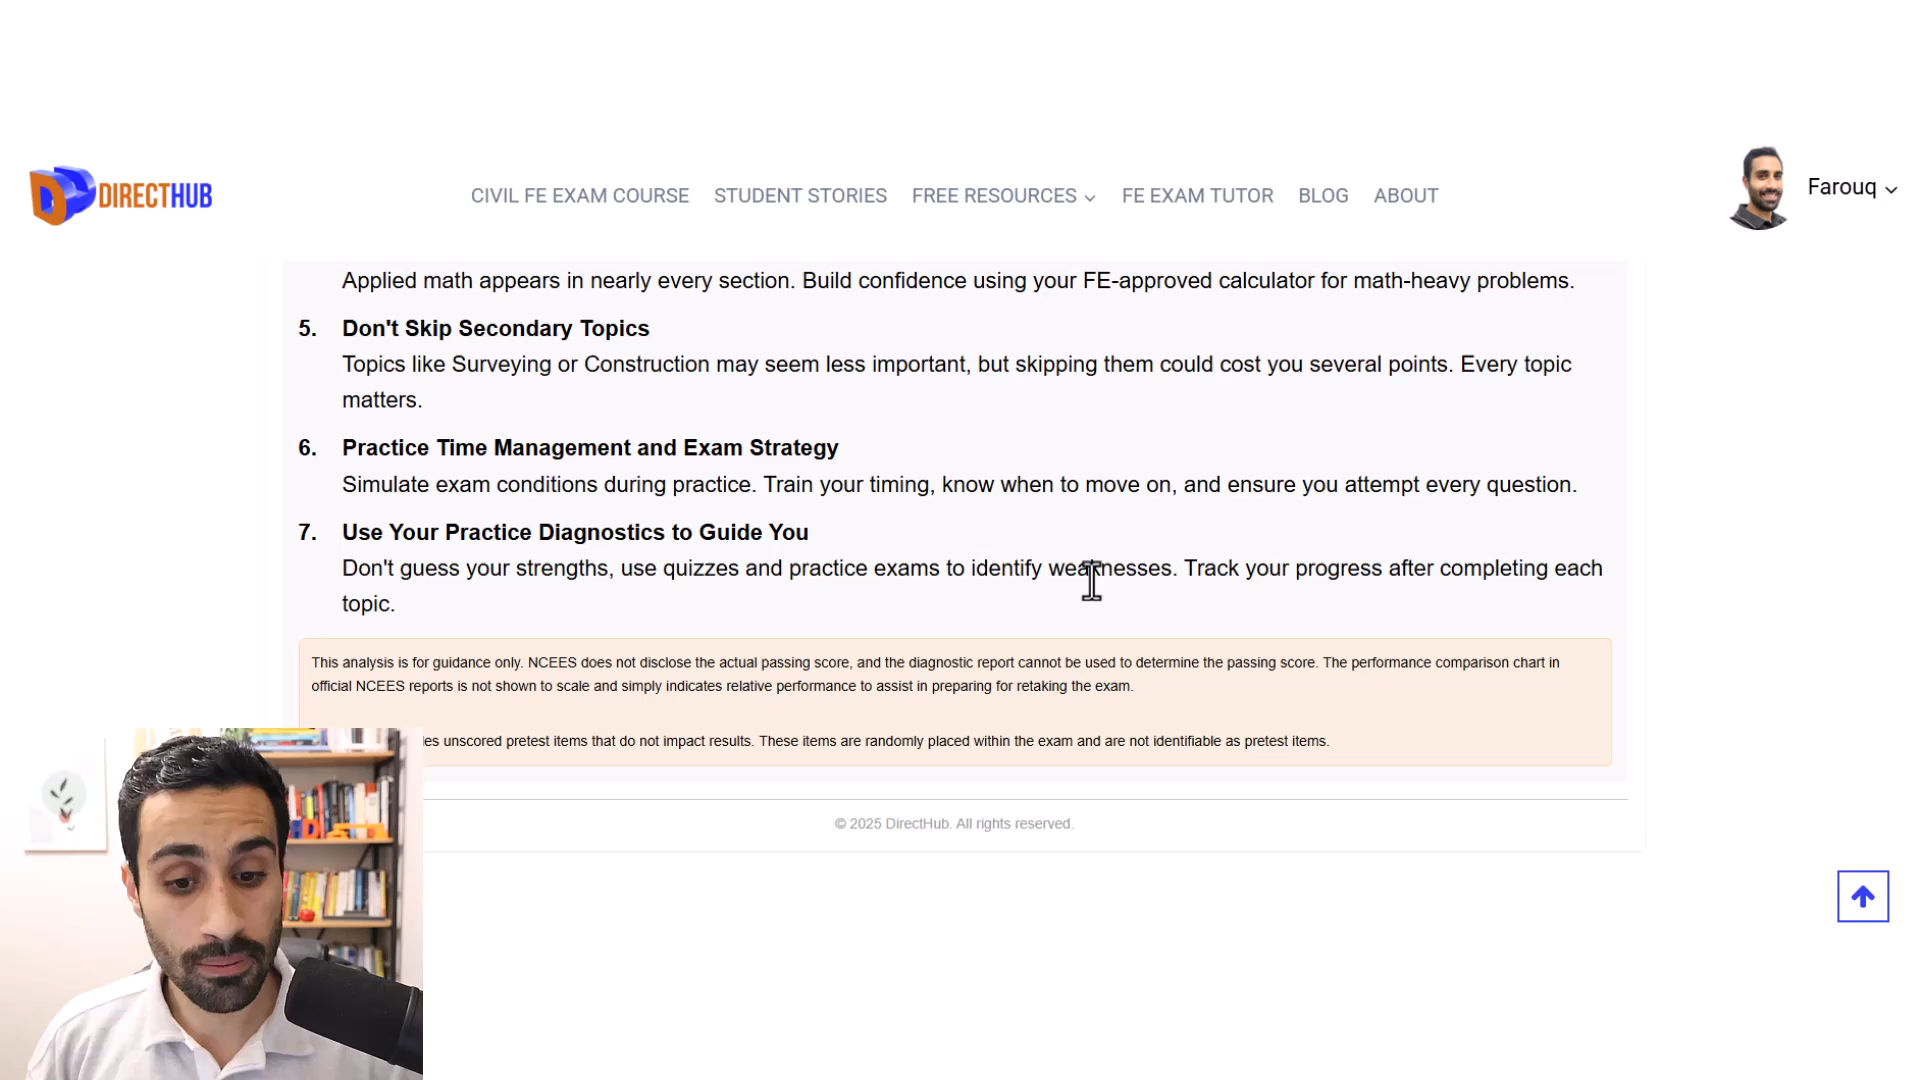 DIRECTHUB
CIVIL FE EXAM COURSE STUDENT STORIES FREE RESOURCES FE EXAM TUTOR BLOG ABOUT
Farouq
Applied math appears in nearly every section. Build confidence using your FE-approved calculator for math-heavy problems.
5. Don't Skip Secondary Topics
Topics like Surveying or Construction may seem less important, but skipping them could cost you several points. Every topic
matters.
6. Practice Time Management and Exam Strategy
Simulate exam conditions during practice. Train your timing, know when to move on, and ensure you attempt every question.
7. Use Your Practice Diagnostics to Guide You
Don't guess your strengths, use quizzes and practice exams to identify weaknesses. Track your progress after completing each
topic.
This analysis is for guidance only. NCEES does not disclose the actual passing score, and the diagnostic report cannot be used to determine the passing score. The performance comparison chart in
official NCEES reports is not shown to scale and simply indicates relative performance to assist in preparing for retaking the exam.
unscored pretest items that do not impact results. These items are randomly placed within the exam and are not identifiable as pretest items.
© 2025 DirectHub. All rights reserved.